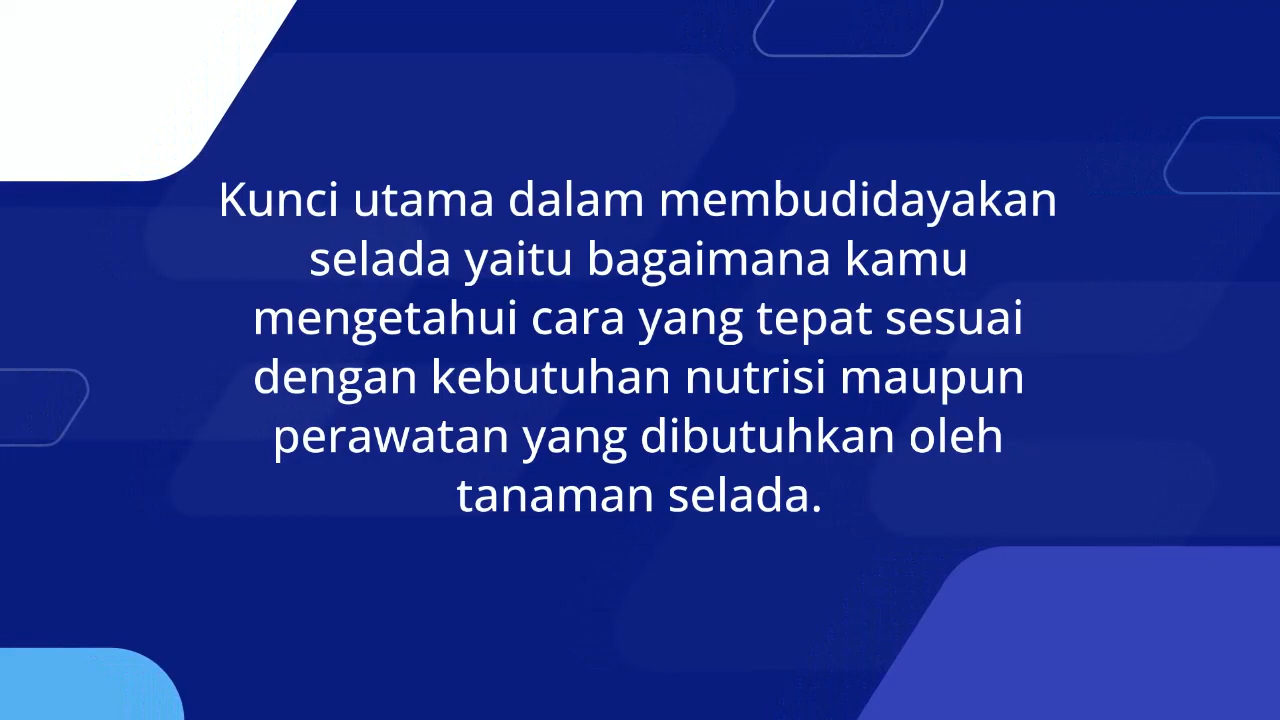 Kunci utama dalam membudidayakan
selada yaitu bagaimana kamu
mengetahui cara yang tepat sesuai
dengan kebutuhan nutrisi maupun
perawatan yang dibutuhkan oleh
tanaman selada.